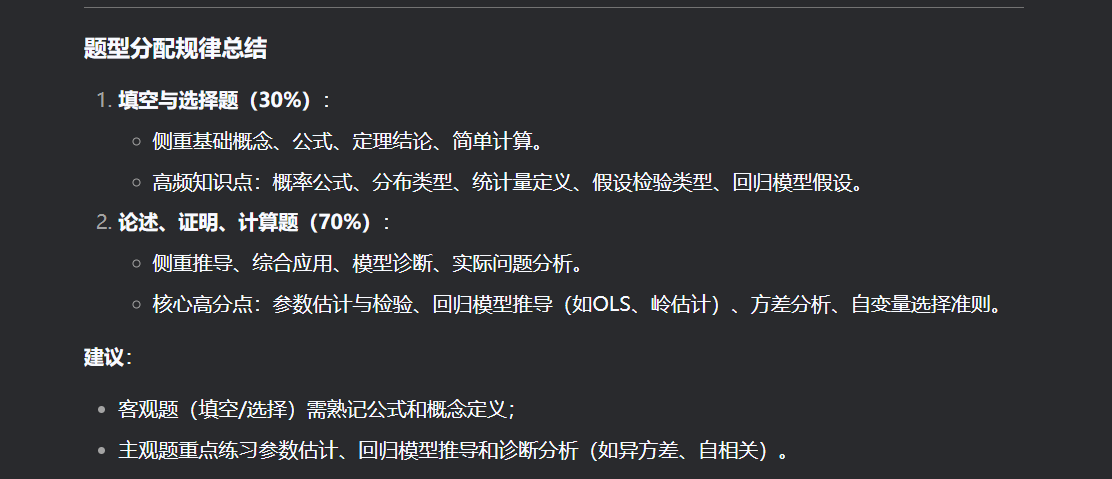 题型分配规律总结
1. 填空与选择题（30%）：
侧重基础概念、公式、定理结论、简单计算。
高频知识点：概率公式、分布类型、统计量定义、假设检验类型、回归模型假设。
2. 论述、证明、计算题（70%）：
侧重推导、综合应用、模型诊断、实际问题分析。
核心高分点：参数估计与检验、回归模型推导（如OLS、岭估计）、方差分析、自变量选择准则。
建议：
客观题（填空/选择）需熟记公式和概念定义；
主观题重点练习参数估计、回归模型推导和诊断分析（如异方差、自相关）。